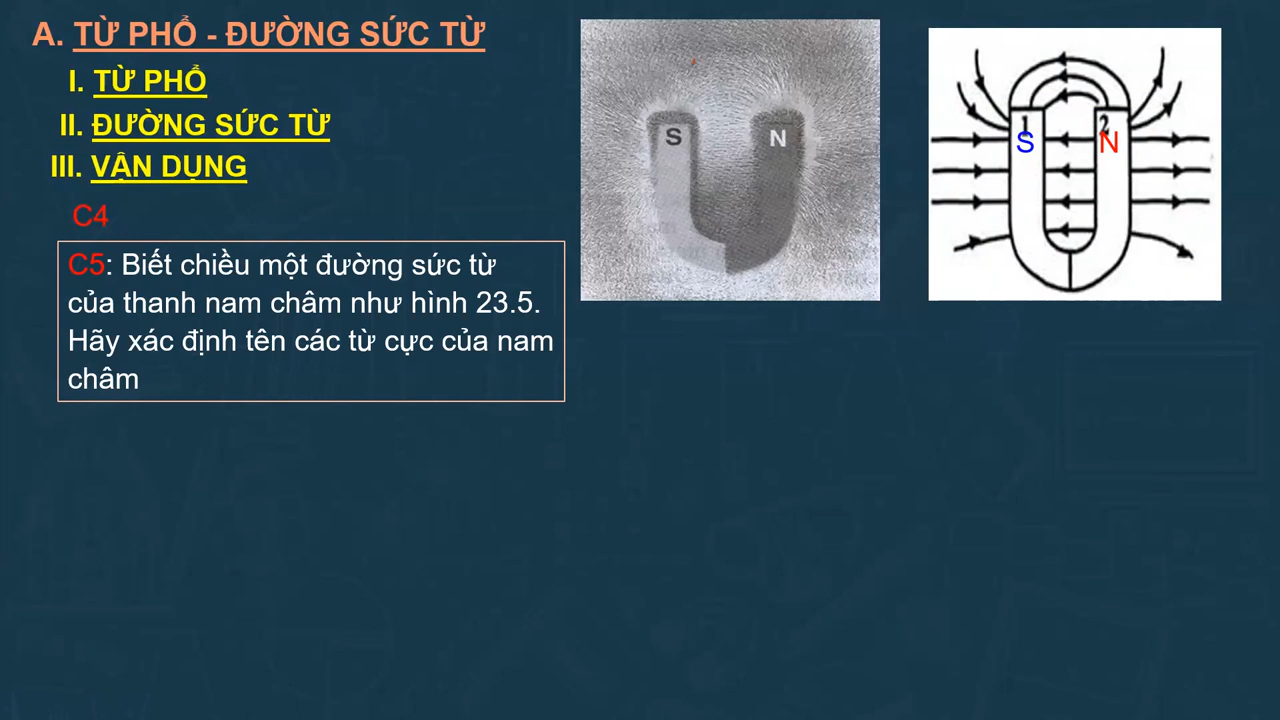 A. TỪ PHỔ - ĐƯỜNG SỨC TỪ
I. TỪ PHỔ
II. ĐƯỜNG SỨC TỪ
III. VẬN DỤNG
C4
C5: Biết chiều một đường sức từ
của thanh nam châm như hình 23.5.
Hãy xác định tên các từ cực của nam
châm
S N
1 2
S N